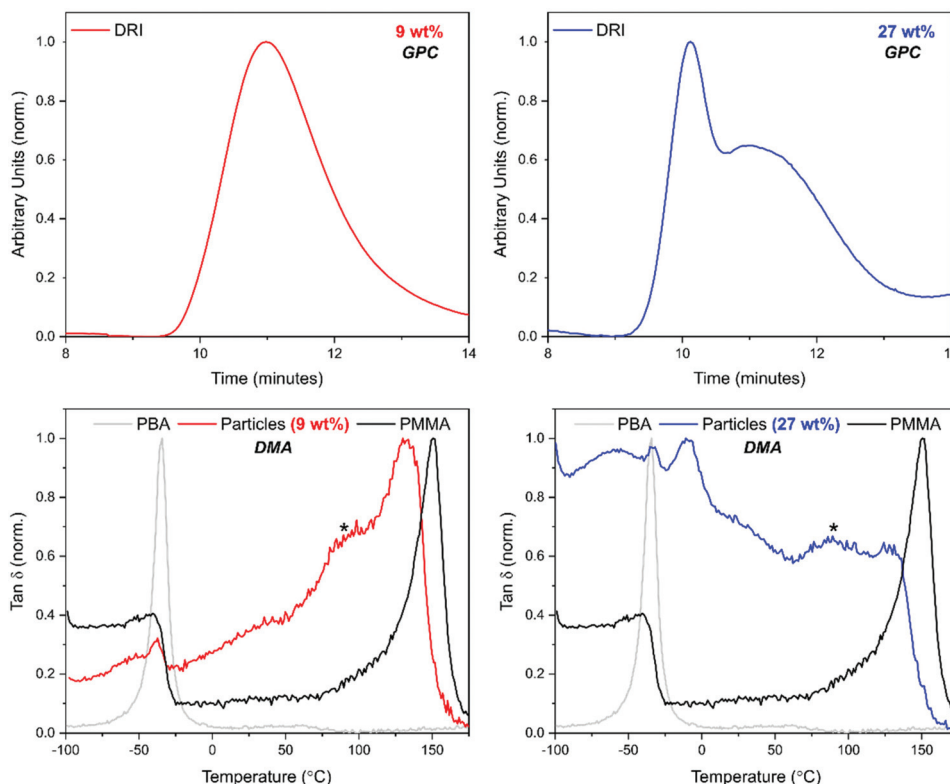 DRI
9 wt%
GPC
1.0
0.8
0.6
0.4
0.2
0.0
Arbitrary Units (norm.)
8 10 12 14
Time (minutes)
DRI
27 wt%
GPC
1.0
0.8
0.6
0.4
0.2
0.0
Arbitrary Units (norm.)
8 10 12
Time (minutes)
PBA Particles (9 wt%) PMMA
DMA
1.0
0.8
0.6
0.4
0.2
0.0
Tan δ (norm.)
*
-100 -50 0 50 100 150
Temperature (°C)
PBA Particles (27 wt%) PMMA
DMA
1.0
0.8
0.6
0.4
0.2
0.0
Tan δ (norm.)
*
-100 -50 0 50 100 150
Temperature (°C)